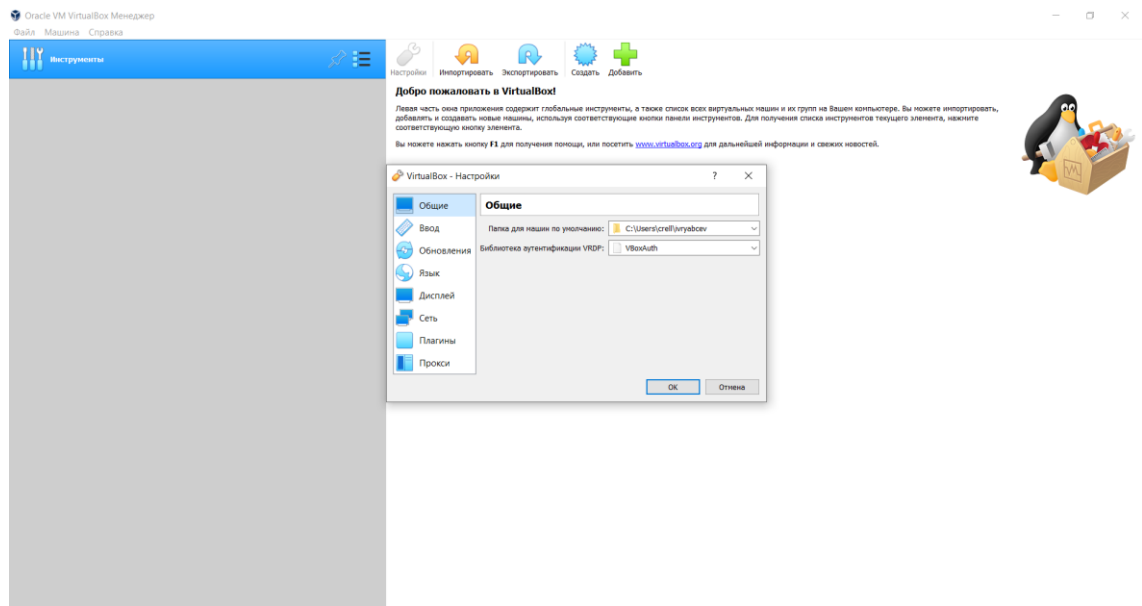 Oracle VM VirtualBox Менеджер
Файл Машина Справка
Инструменты
Настройки Импортировать Экспортировать Создать Добавить
Добро пожаловать в VirtualBox!
Левая часть окна приложения содержит глобальные инструменты, а также список всех виртуальных машин и их групп на Вашем компьютере. Вы можете импортировать,
добавлять и создавать новые машины, используя соответствующие кнопки панели инструментов. Для получения списка инструментов текущего элемента, нажмите
соответствующую кнопку элемента.
Вы можете нажать кнопку F1 для получения помощи, или посетить www.virtualbox.org для дальнейшей информации и свежих новостей.
VirtualBox - Настройки ? ×
Общие
Ввод
Обновления
Язык
Дисплей
Сеть
Плагины
Прокси
Общие
Папка для машин по умолчанию: C:\Users\crell\ivryabcev
Библиотека аутентификации VRDP: VBoxAuth
OK Отмена